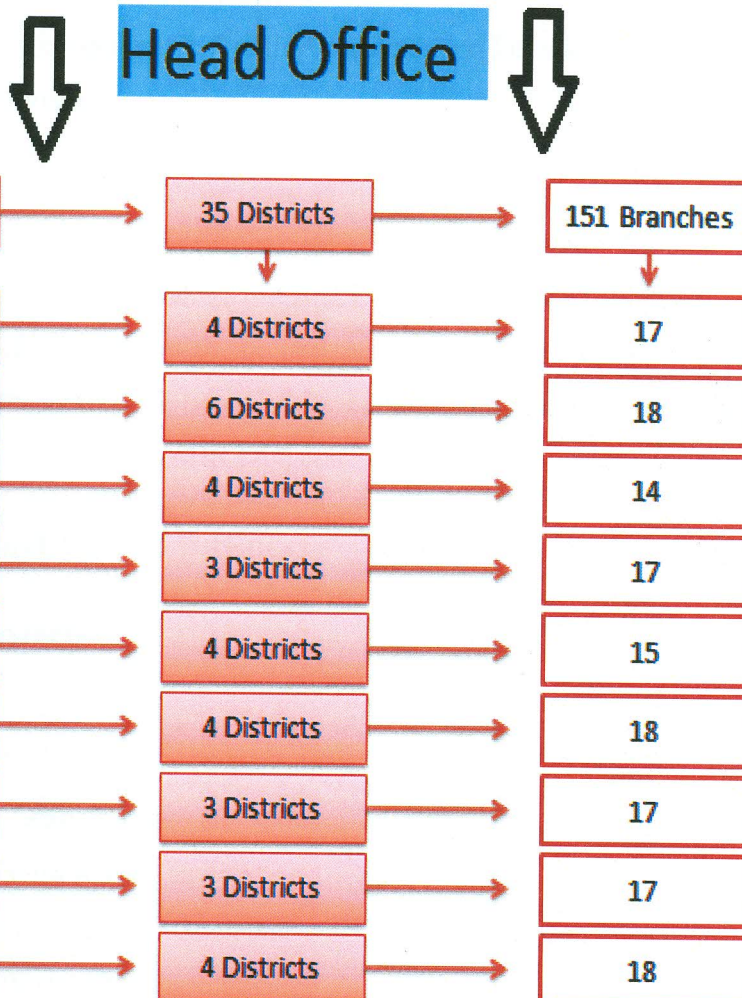 Head Office
35 Districts 151 Branches
4 Districts 17
6 Districts 18
4 Districts 14
3 Districts 17
4 Districts 15
4 Districts 18
3 Districts 17
3 Districts 17
4 Districts 18